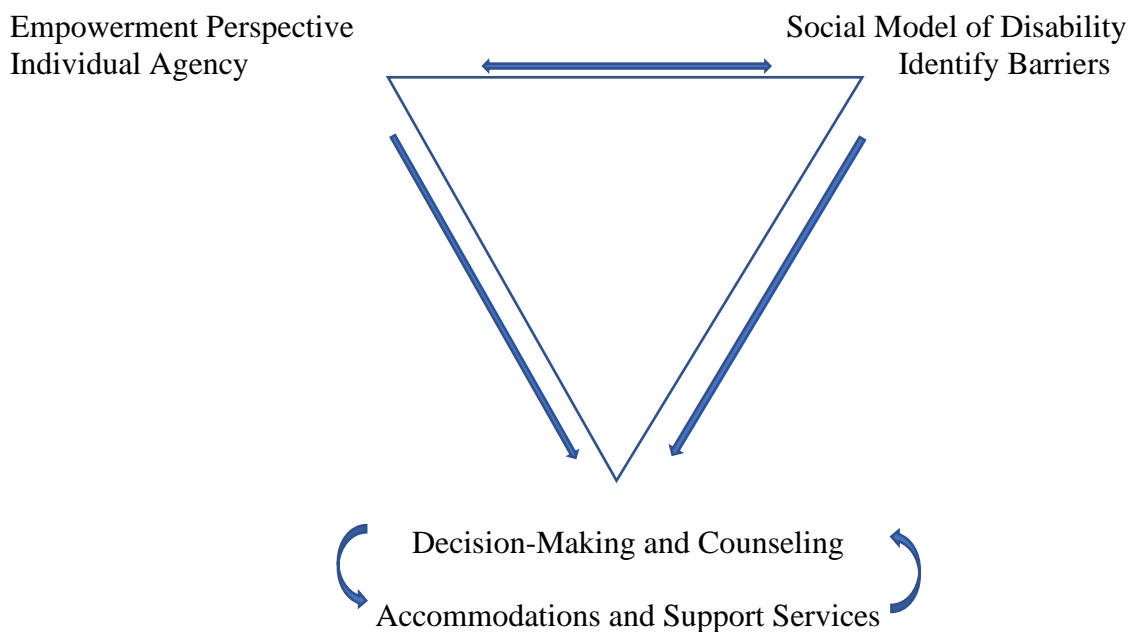 Empowerment Perspective
Individual Agency
Social Model of Disability
Identify Barriers
Decision-Making and Counseling
Accommodations and Support Services